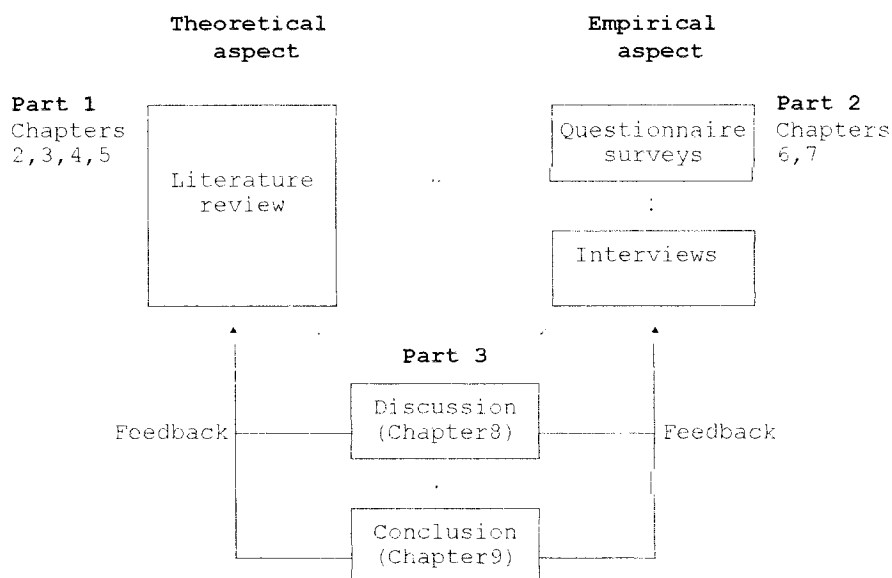 Theoretical
aspect
Empirical
aspect
Part 1
Chapters
2,3,4,5
Literature
review
Questionnaire
surveys
Part 2
Chapters
6,7
Interviews
Part 3
Discussion
(Chapter8)
Feedback
Feedback
Conclusion
(Chapter9)